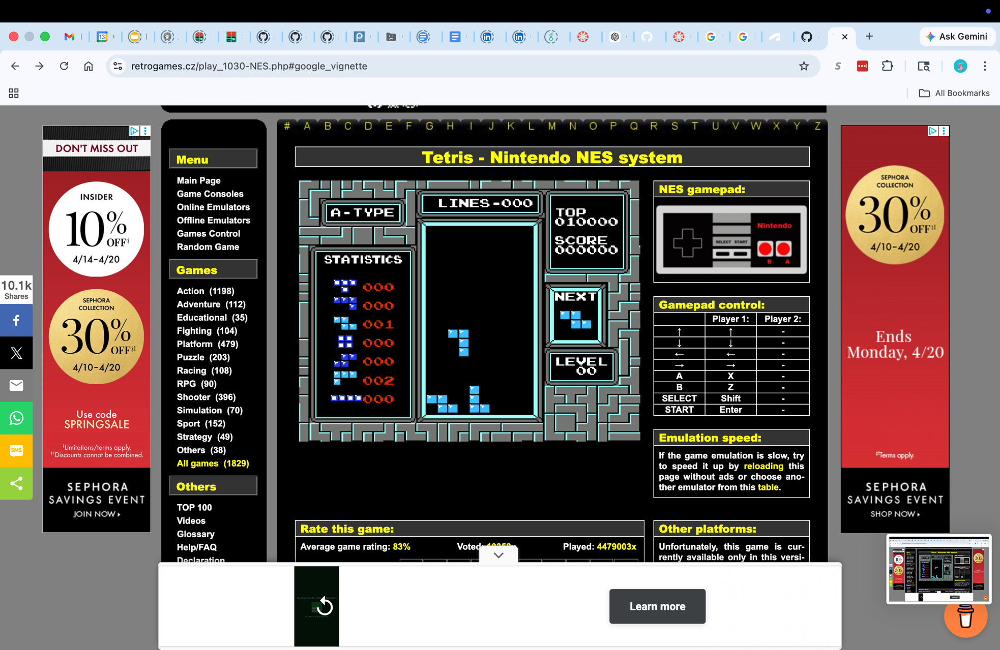 13
Ask Gemini
retrogames.cz/play_1030-NES.php#google_vignette
All Bookmarks
# A B C D E F G H I J K L M N O P Q R S T U V W X Y Z
DON'T MISS OUT
INSIDER
10% OFF‡
4/14–4/20
SEPHORA
COLLECTION
30% OFF‡1
4/10–4/20
Use code
SPRINGSALE
‡Limitations/terms apply.
‡1Discounts cannot be combined.
SEPHORA
SAVINGS EVENT
JOIN NOW
10.1k
Shares
SMS
Menu
Main Page
Game Consoles
Online Emulators
Offline Emulators
Games Control
Random Game
Games
Action (1198)
Adventure (112)
Educational (35)
Fighting (104)
Platform (479)
Puzzle (203)
Racing (108)
RPG (90)
Shooter (396)
Simulation (70)
Sport (152)
Strategy (49)
Others (38)
All games (1829)
Others
TOP 100
Videos
Glossary
Help/FAQ
Declaration
Tetris - Nintendo NES system
A-TYPE
LINES-000
TOP
010000
SCORE
000000
STATISTICS
000
000
001
000
000
002
000
NEXT
LEVEL
00
NES gamepad:
Nintendo
SELECT START
B A
Gamepad control:
Player 1: Player 2:
↑ ↑ -
↓ ↓ -
← ← -
→ → -
A X -
B Z -
SELECT Shift -
START Enter -
Emulation speed:
If the game emulation is slow, try
to speed it up by reloading this
page without ads or choose ano-
ther emulator from this table.
Rate this game:
Average game rating: 83% Voted: Played: 4479003x
Other platforms:
Unfortunately, this game is cur-
rently available only in this versi-
SEPHORA
COLLECTION
30% OFF‡1
4/10–4/20
Ends
Monday, 4/20
‡1Terms apply.
SEPHORA
SAVINGS EVENT
SHOP NOW
Learn more